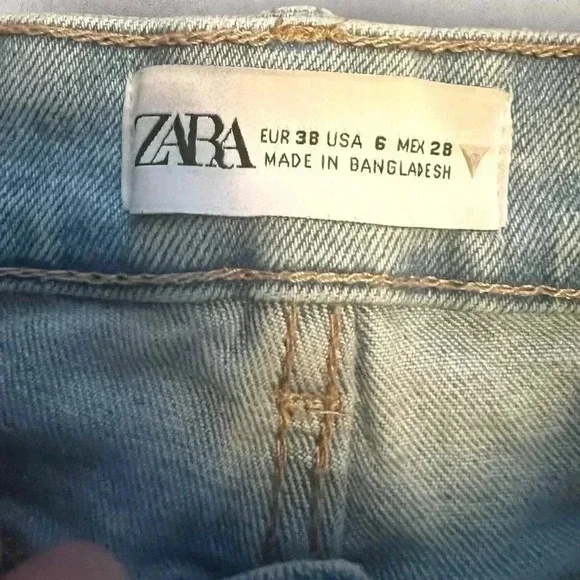 ZARA
EUR 38 USA 6 MEX 28
MADE IN BANGLADESH